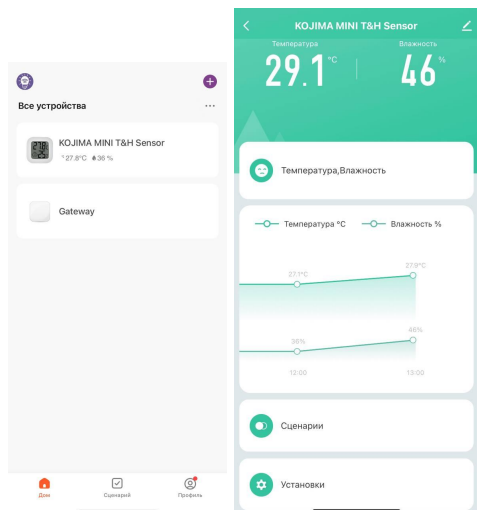 Все устройства
...
KOJIMA MINI T&H Sensor
27.8°C 36 %
Gateway
Дом
Сценарий
Профиль
KOJIMA MINI T&H Sensor
Температура
Влажность
29.1 °C
46 %
Температура,Влажность
Температура °C
Влажность %
27.1°C
27.9°C
36%
46%
12:00
13:00
Сценарии
Установки